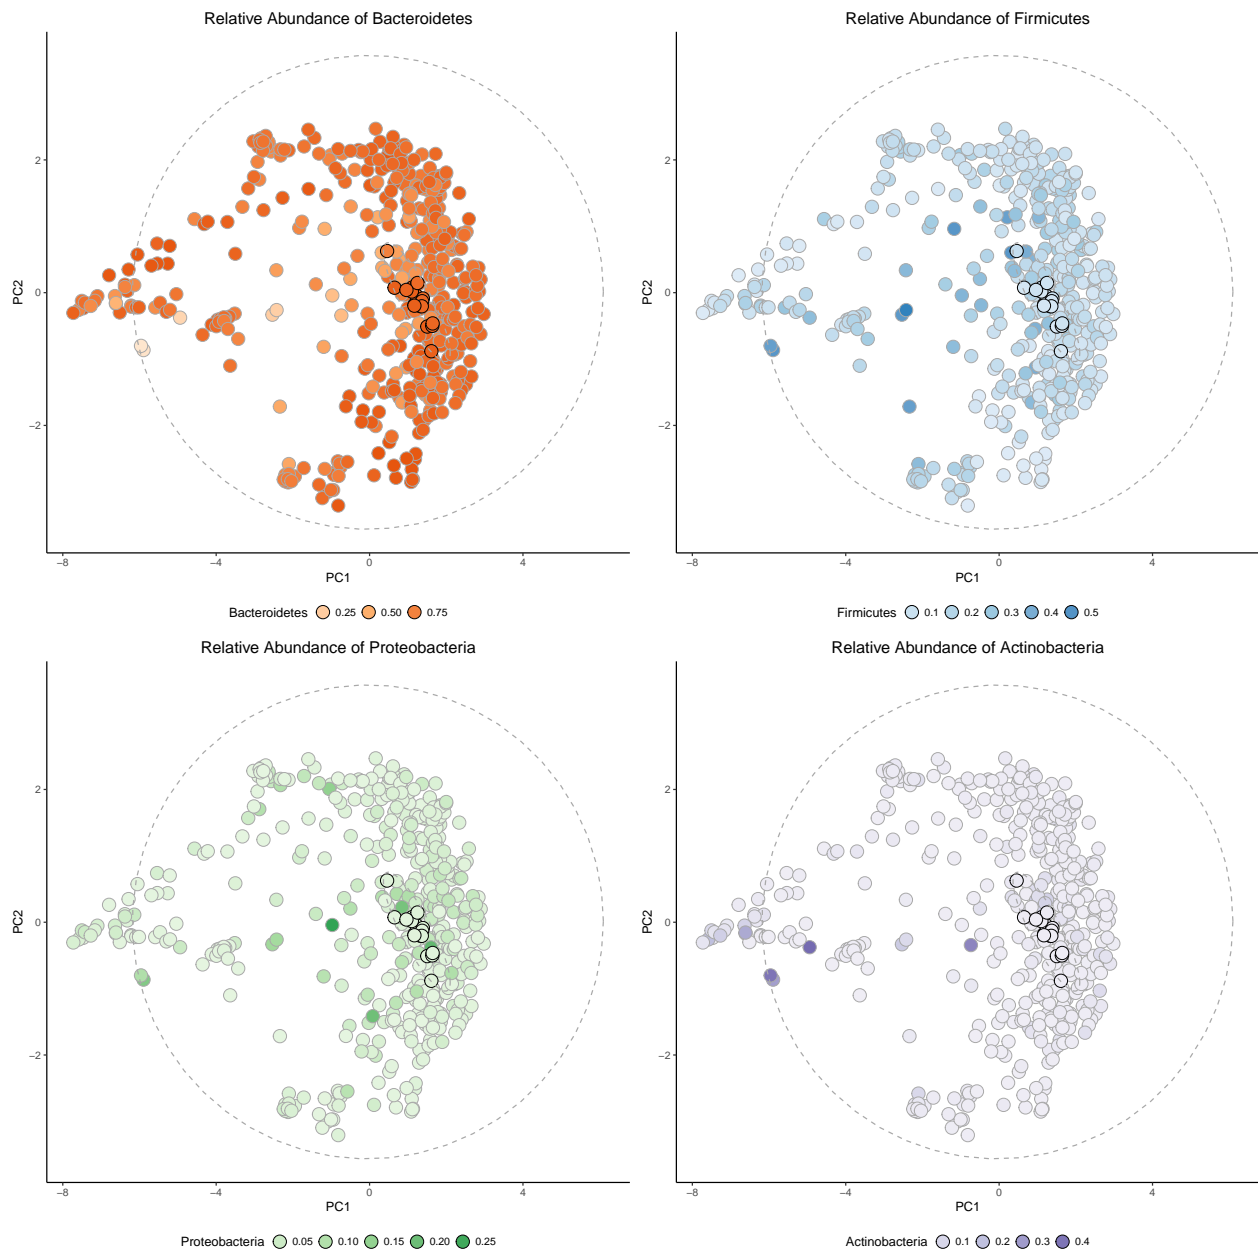 Relative Abundance of Bacteroidetes
PC2
2
0
−2
−8
−4
0
4
PC1
Bacteroidetes 0.25 0.50 0.75
Relative Abundance of Firmicutes
PC2
2
0
−2
−8
−4
0
4
PC1
Firmicutes 0.1 0.2 0.3 0.4 0.5
Relative Abundance of Proteobacteria
PC2
2
0
−2
−8
−4
0
4
PC1
Proteobacteria 0.05 0.10 0.15 0.20 0.25
Relative Abundance of Actinobacteria
PC2
2
0
−2
−8
−4
0
4
PC1
Actinobacteria 0.1 0.2 0.3 0.4